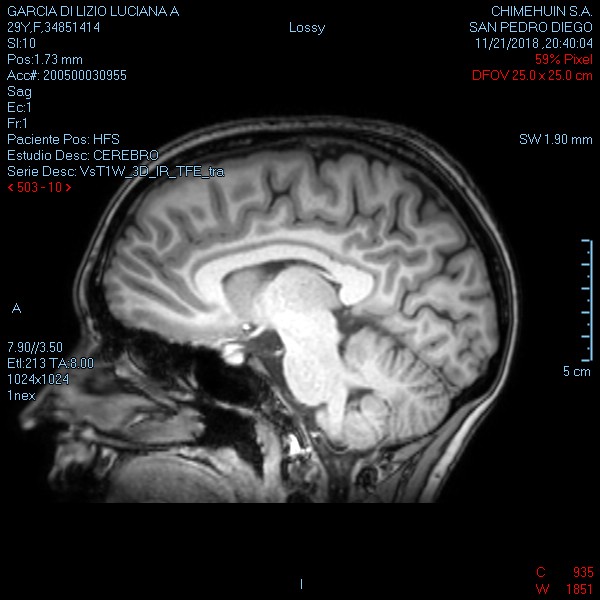 GARCIA DI LIZIO LUCIANA A
29Y,F,34851414
Sl:10
Pos:1.73 mm
Acc#: 200500030955
Sag
Ec:1
Fr:1
Paciente Pos: HFS
Estudio Desc: CEREBRO
Serie Desc: VsT1W_3D_IR_TFE_tra
< 503 - 10 >
Lossy
CHIMEHUIN S.A.
SAN PEDRO DIEGO
11/21/2018 ,20:40:04
59% Pixel
DFOV 25.0 x 25.0 cm
SW 1.90 mm
A
7.90//3.50
Etl:213 TA:8.00
1024x1024
1nex
5 cm
I
C 935
W 1851